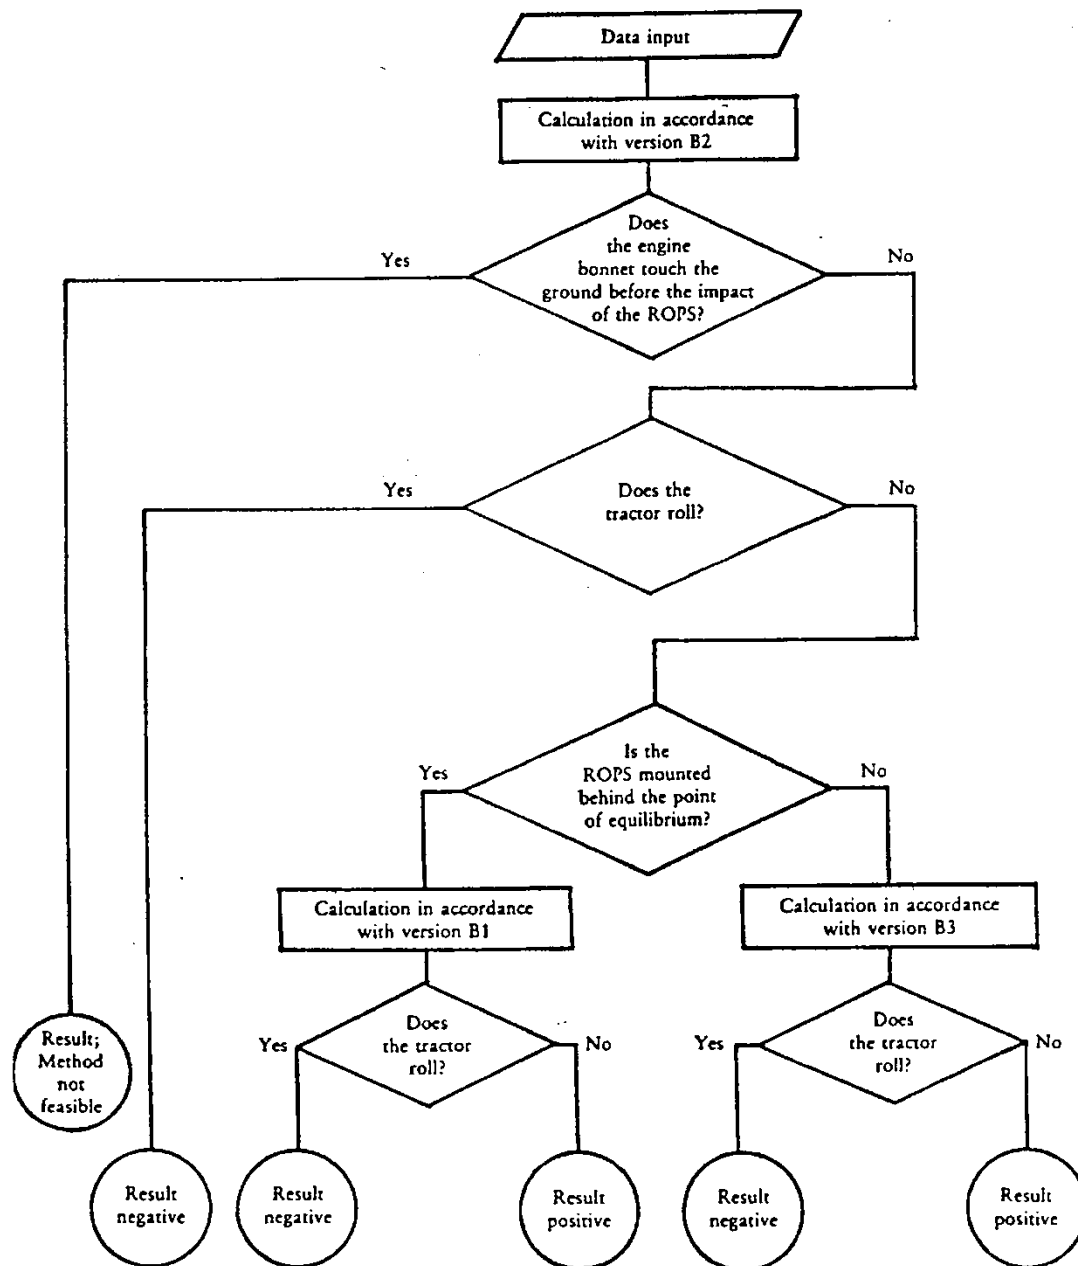 Data input
Calculation in accordance
with version B2
Does
the engine
bonnet touch the
ground before the impact
of the ROPS?
Yes
No
Does the
tractor roll?
Yes
No
Is the
ROPS mounted
behind the point
of equilibrium?
Yes
No
Calculation in accordance
with version B1
Calculation in accordance
with version B3
Does
the tractor
roll?
Yes
No
Does
the tractor
roll?
Yes
No
Result;
Method
not
feasible
Result
negative
Result
negative
Result
positive
Result
negative
Result
positive